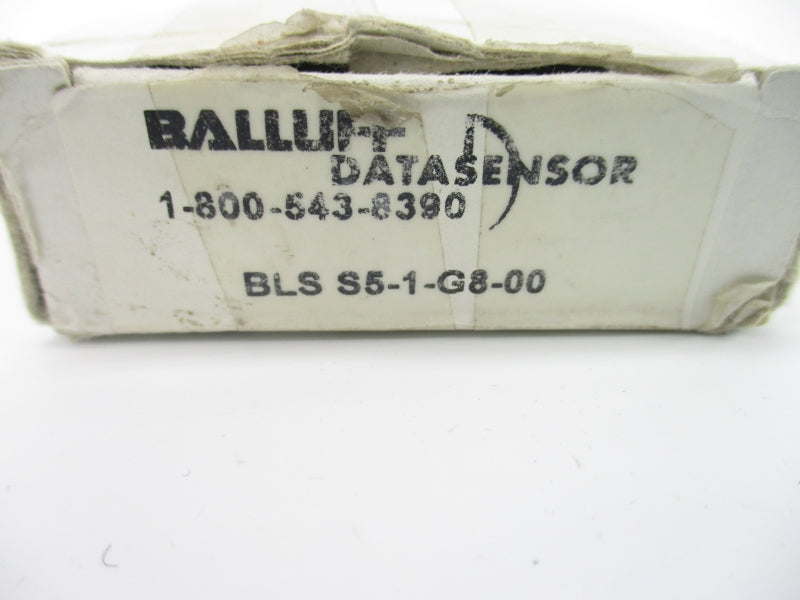 BALLUFF
DATASENSOR
1-800-543-8390
BLS S5-1-G8-00